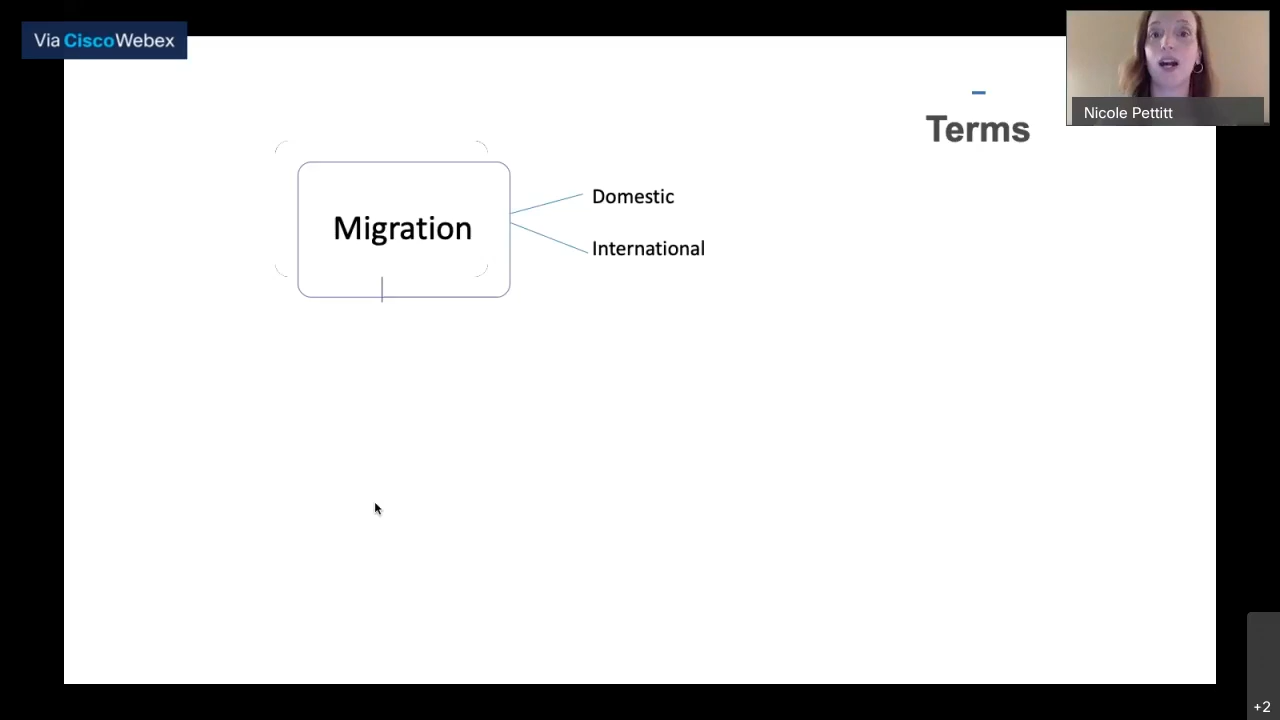 Via CiscoWebex
Nicole Pettitt
Terms
Migration
Domestic
International
+2